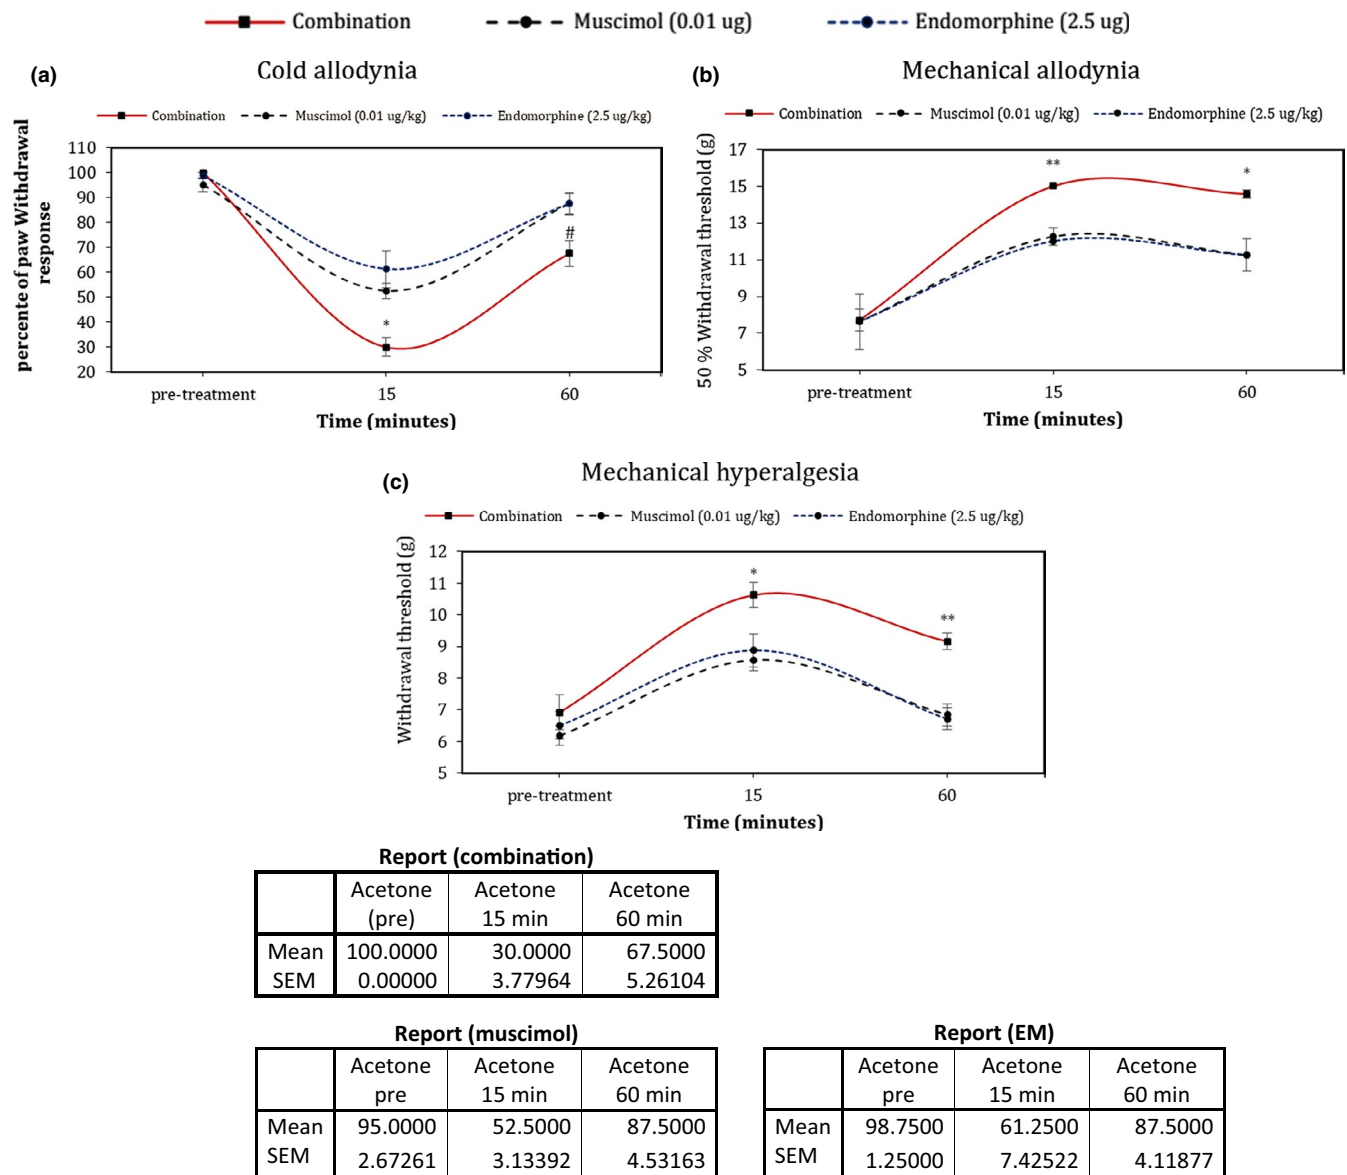 Combination Muscimol (0.01 ug) Endomorphine (2.5 ug)
(a) Cold allodynia
Combination Muscimol (0.01 ug/kg) Endomorphine (2.5 ug/kg)
percente of paw Withdrawal
response
110
100
90
80
70
60
50
40
30
20
*
#
pre-treatment 15 60
Time (minutes)
(b) Mechanical allodynia
Combination Muscimol (0.01 ug/kg) Endomorphine (2.5 ug/kg)
50 % Withdrawal threshold (g)
17
15
13
11
9
7
5
**
*
pre-treatment 15 60
Time (minutes)
(c) Mechanical hyperalgesia
Combination Muscimol (0.01 ug/kg) Endomorphine (2.5 ug/kg)
Withdrawal threshold (g)
12
11
10
9
8
7
6
5
*
**
pre-treatment 15 60
Time (minutes)
Report (combination)
Acetone Acetone Acetone
(pre) 15 min 60 min
Mean 100.0000 30.0000 67.5000
SEM 0.00000 3.77964 5.26104
Report (muscimol)
Acetone Acetone Acetone
pre 15 min 60 min
Mean 95.0000 52.5000 87.5000
SEM 2.67261 3.13392 4.53163
Report (EM)
Acetone Acetone Acetone
pre 15 min 60 min
Mean 98.7500 61.2500 87.5000
SEM 1.25000 7.42522 4.11877